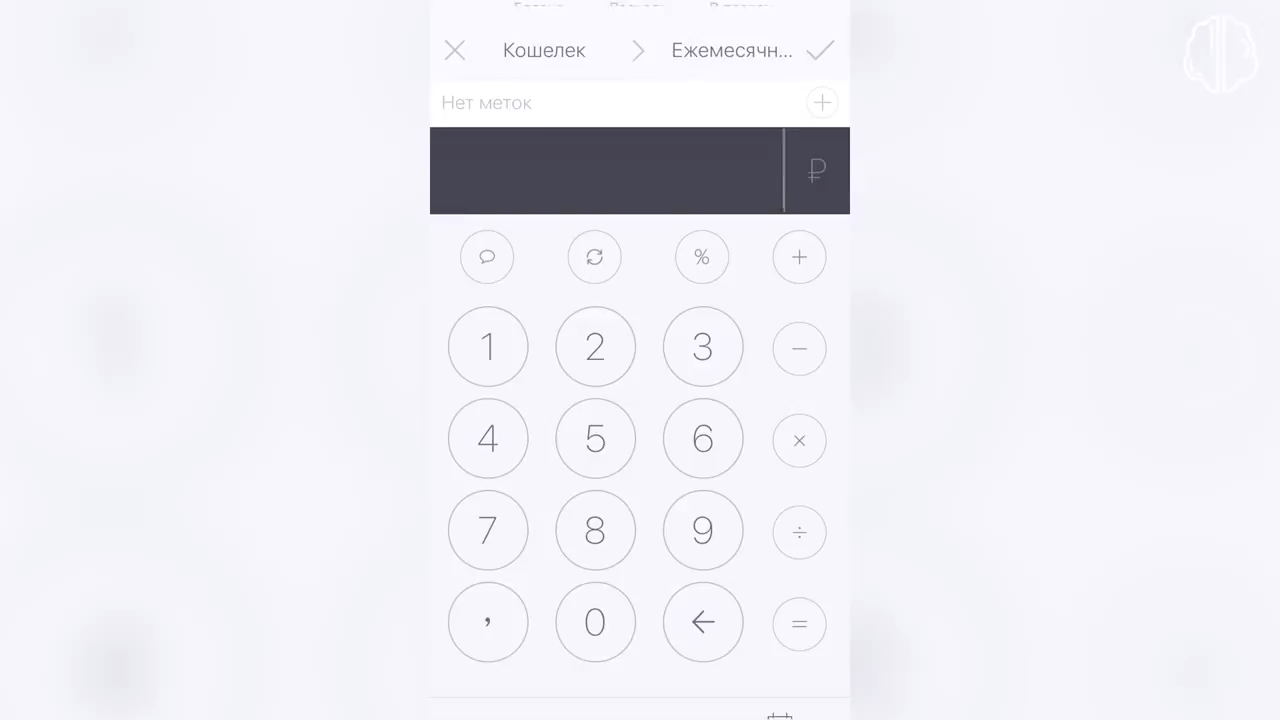 Кошелек > Ежемесячн...
Нет меток
₽
% +
1 2 3 −
4 5 6 ×
7 8 9 ÷
, 0 ← =